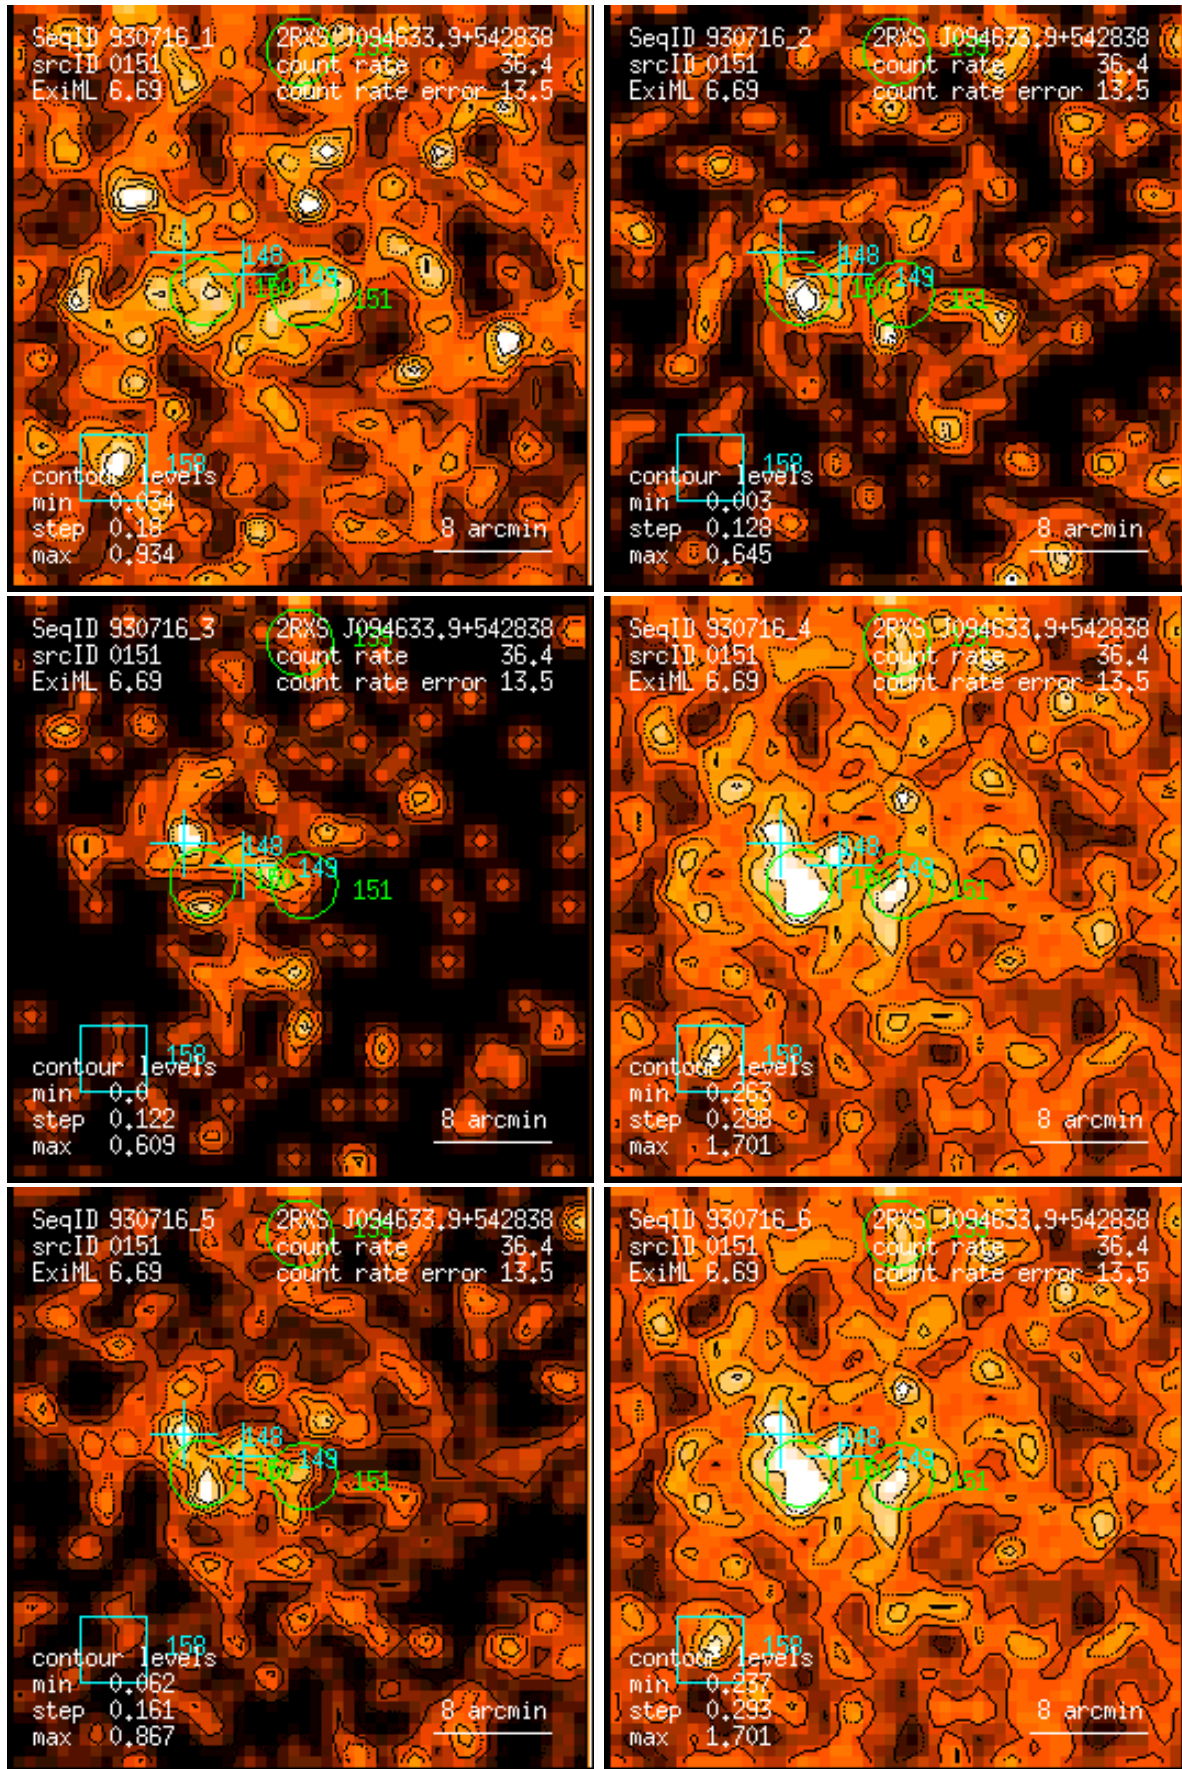 SeqID 930716_1 2RXS J094633.9+542838
srcID 0151 count rate 36.4
ExiML 6.69 count rate error 13.5
148
149
151
158
contour levels
min 0.034
step 0.18 8 arcmin
max 0.934
SeqID 930716_2 2RXS J094633.9+542838
srcID 0151 count rate 36.4
ExiML 6.69 count rate error 13.5
148
149
151
158
contour levels
min 0.003
step 0.128 8 arcmin
max 0.645
SeqID 930716_3 2RXS J094633.9+542838
srcID 0151 count rate 36.4
ExiML 6.69 count rate error 13.5
148
149
151
158
contour levels
min 0.0
step 0.122 8 arcmin
max 0.609
SeqID 930716_4 2RXS J094633.9+542838
srcID 0151 count rate 36.4
ExiML 6.69 count rate error 13.5
148
149
151
158
contour levels
min 0.263
step 0.288 8 arcmin
max 1.701
SeqID 930716_5 2RXS J094633.9+542838
srcID 0151 count rate 36.4
ExiML 6.69 count rate error 13.5
148
149
151
158
contour levels
min 0.062
step 0.161 8 arcmin
max 0.867
SeqID 930716_6 2RXS J094633.9+542838
srcID 0151 count rate 36.4
ExiML 6.69 count rate error 13.5
148
149
151
158
contour levels
min 0.237
step 0.293 8 arcmin
max 1.701